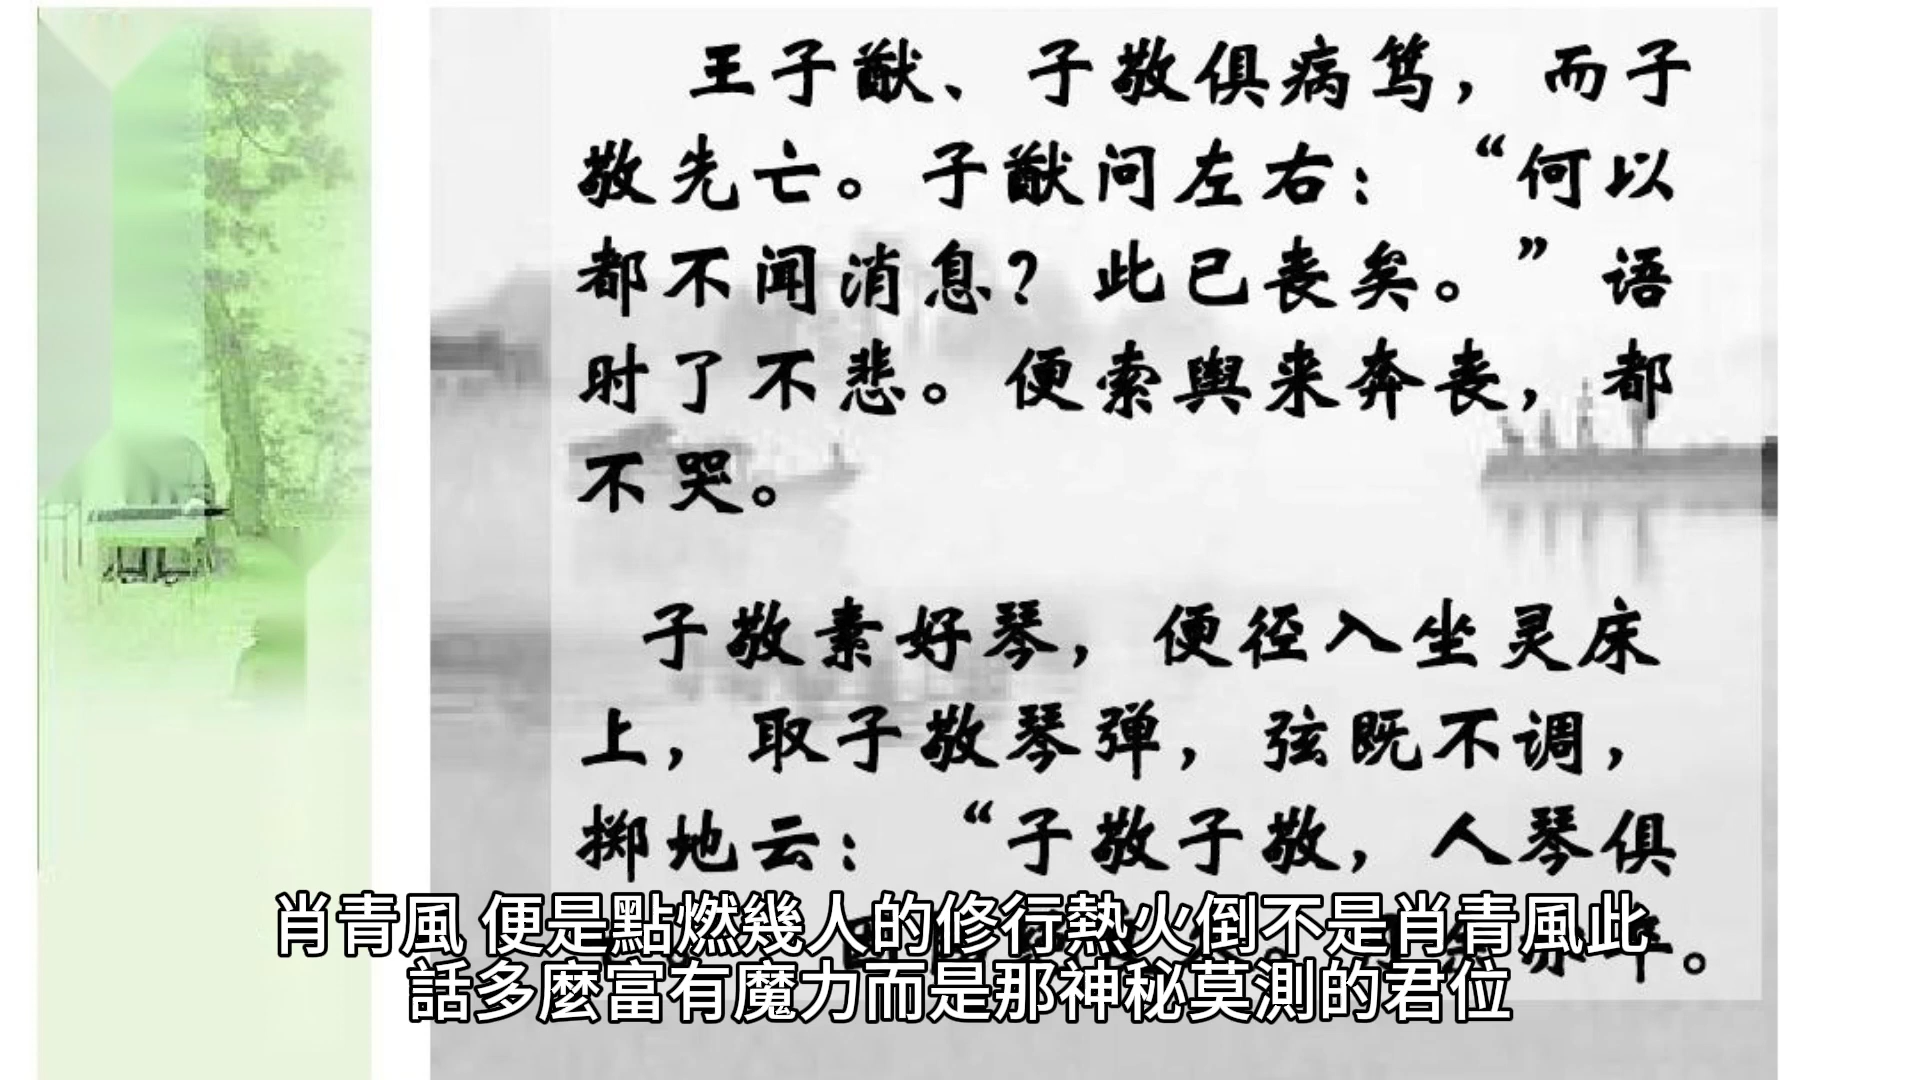 王子猷、子敬俱病笃，而子
敬先亡。子猷问左右：“何以
都不闻消息？此已丧矣。”语
时了不悲。便索舆来奔丧，都
不哭。
子敬素好琴，便径入坐灵床
上，取子敬琴弹，弦既不调，
掷地云：“子敬子敬，人琴俱
肖青風 便是點燃幾人的修行熱火倒不是肖青風此
話多麼富有魔力而是那神秘莫測的君位